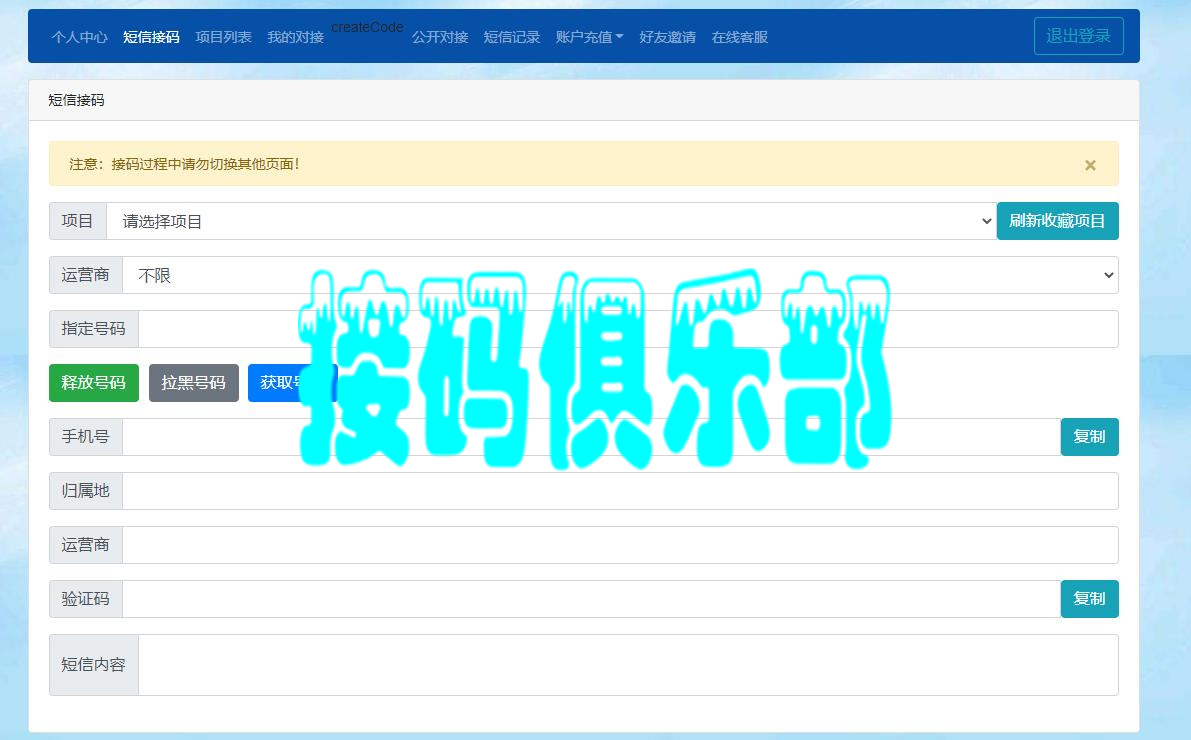 个人中心 短信接码 项目列表 我的对接 createCode 公开对接 短信记录 账户充值 好友邀请 在线客服 退出登录
短信接码
注意：接码过程中请勿切换其他页面！ ×
项目 请选择项目 刷新收藏项目
运营商 不限
接码俱乐部
指定号码
释放号码 拉黑号码 获取
手机号 复制
归属地
运营商
验证码 复制
短信内容